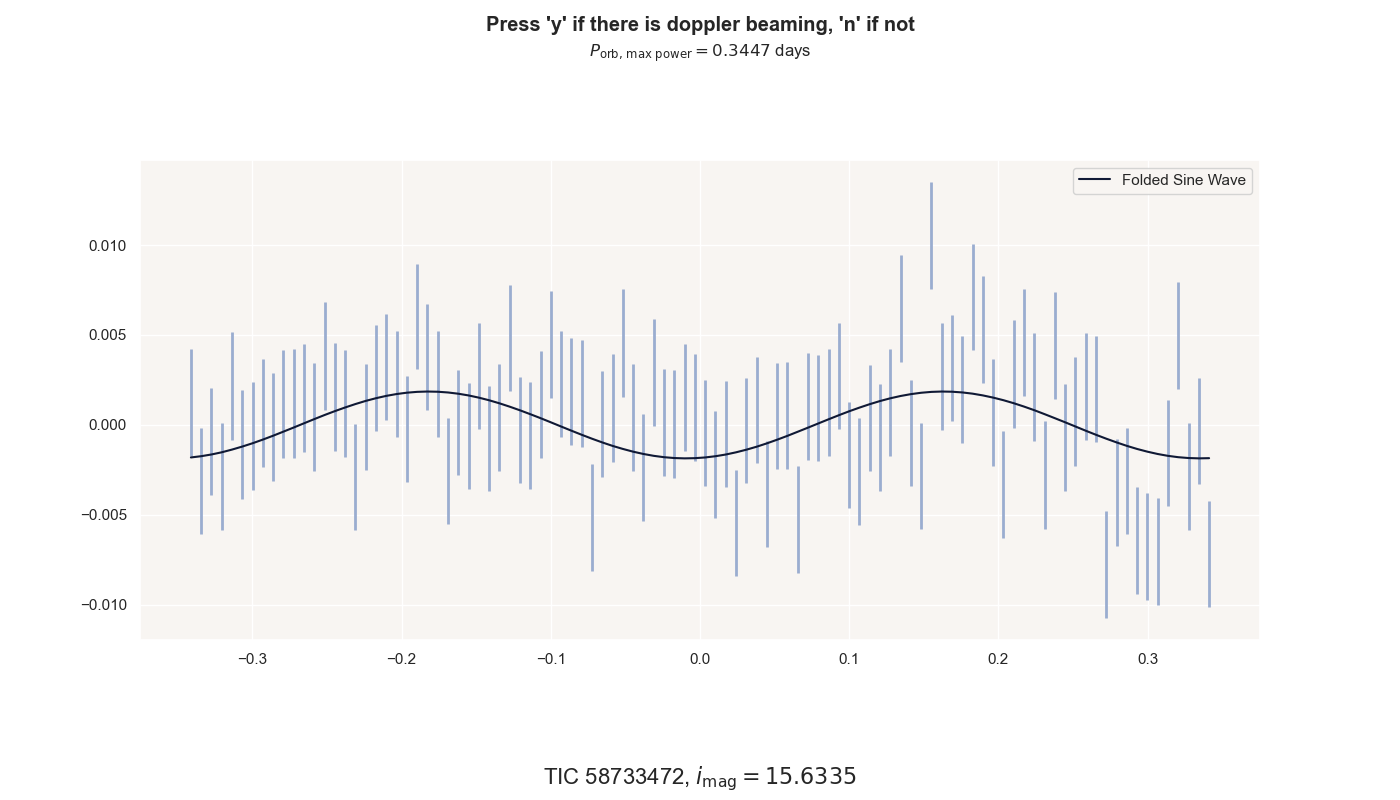 Press 'y' if there is doppler beaming, 'n' if not
P_orb, max power = 0.3447 days
Folded Sine Wave
0.010
0.005
0.000
−0.005
−0.010
−0.3 −0.2 −0.1 0.0 0.1 0.2 0.3
TIC 58733472, i_mag = 15.6335